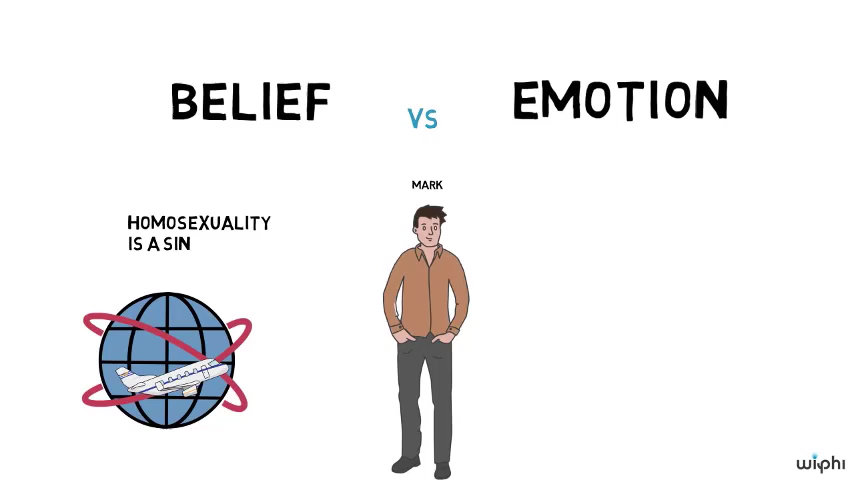 BELIEF
VS
EMOTION
MARK
HOMOSEXUALITY
IS A SIN
wiphi